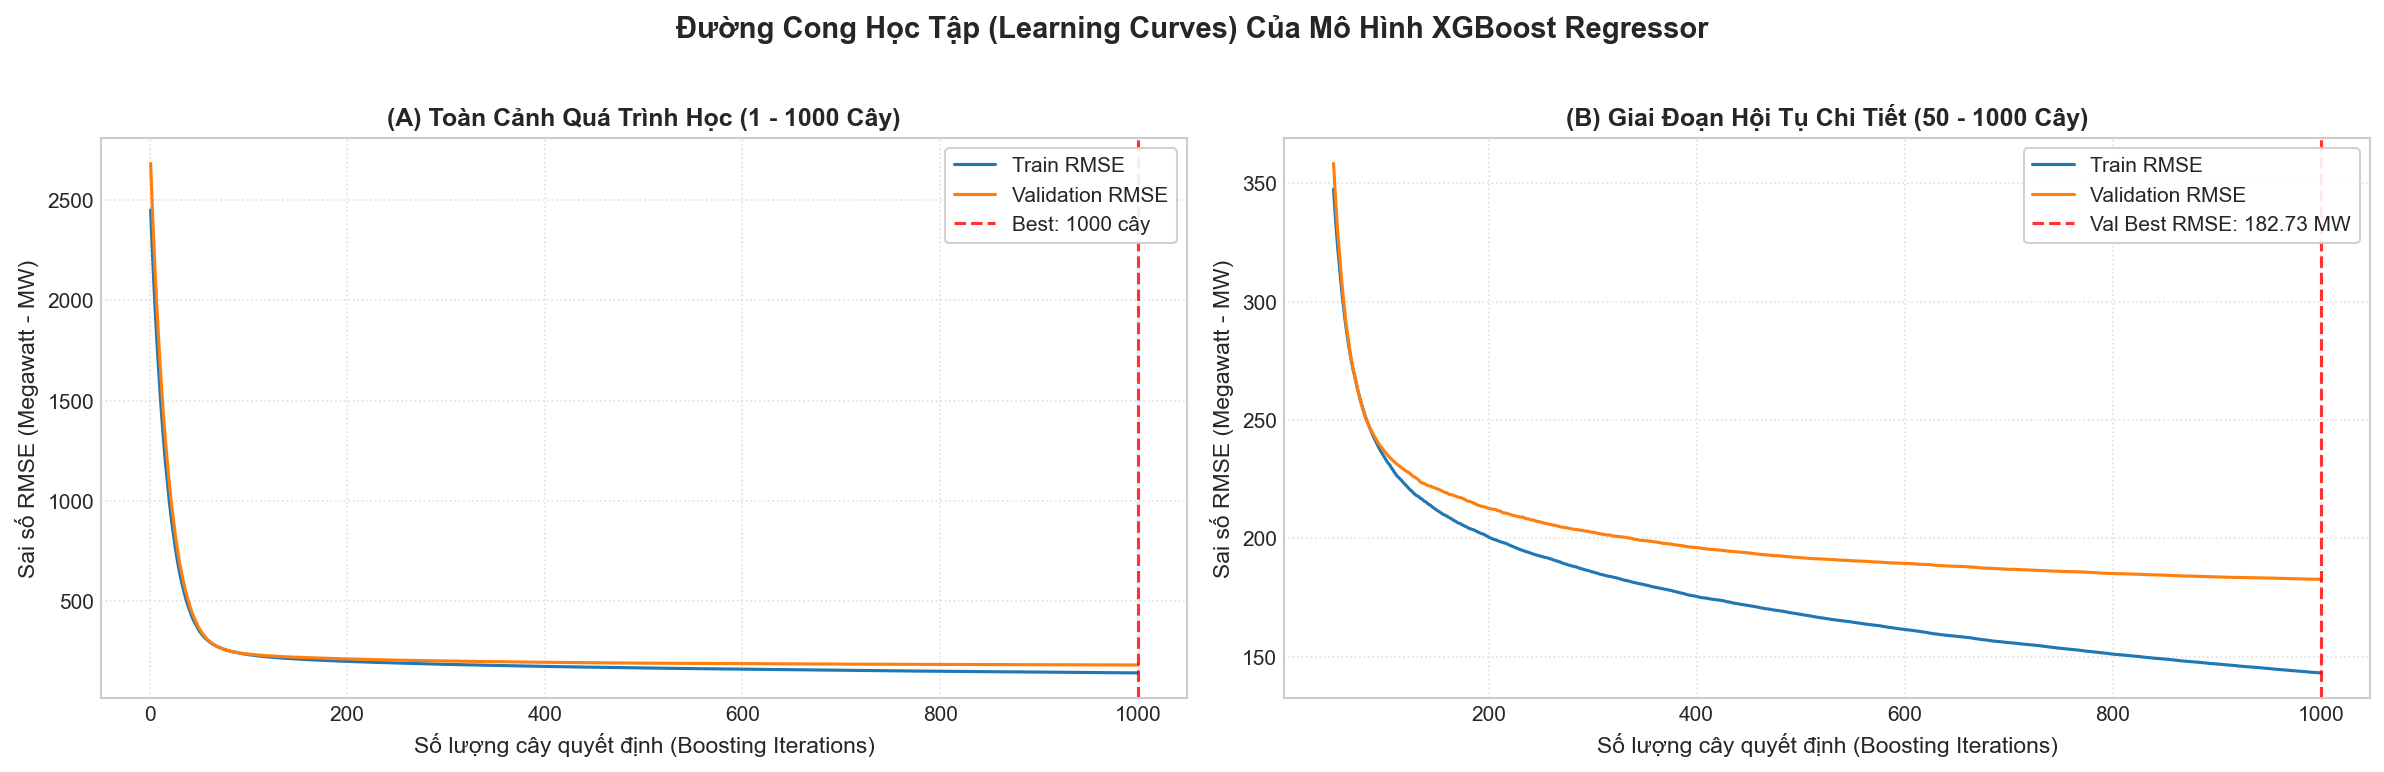 Đường Cong Học Tập (Learning Curves) Của Mô Hình XGBoost Regressor
(A) Toàn Cảnh Quá Trình Học (1 - 1000 Cây)
Train RMSE
Validation RMSE
Best: 1000 cây
2500
2000
1500
1000
500
Sai số RMSE (Megawatt - MW)
0
200
400
600
800
1000
Số lượng cây quyết định (Boosting Iterations)
(B) Giai Đoạn Hội Tụ Chi Tiết (50 - 1000 Cây)
Train RMSE
Validation RMSE
Val Best RMSE: 182.73 MW
350
300
250
200
150
Sai số RMSE (Megawatt - MW)
200
400
600
800
1000
Số lượng cây quyết định (Boosting Iterations)